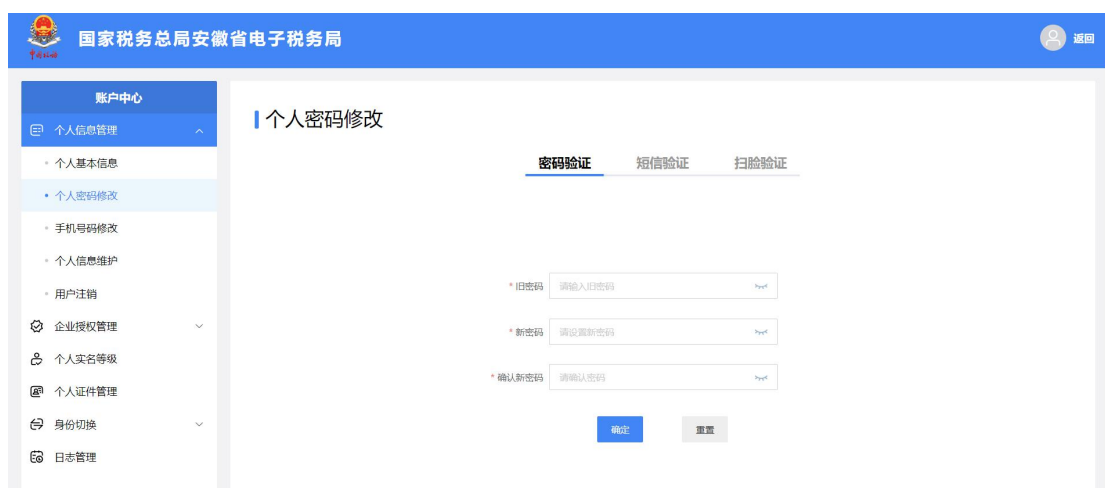 国家税务总局安徽省电子税务局
返回
账户中心
个人信息管理
个人基本信息
个人密码修改
手机号码修改
个人信息维护
用户注销
企业授权管理
个人实名等级
个人证件管理
身份切换
日志管理
个人密码修改
密码验证 短信验证 扫脸验证
* 旧密码 请输入旧密码
* 新密码 请设置新密码
* 确认新密码 请确认密码
确定 重置